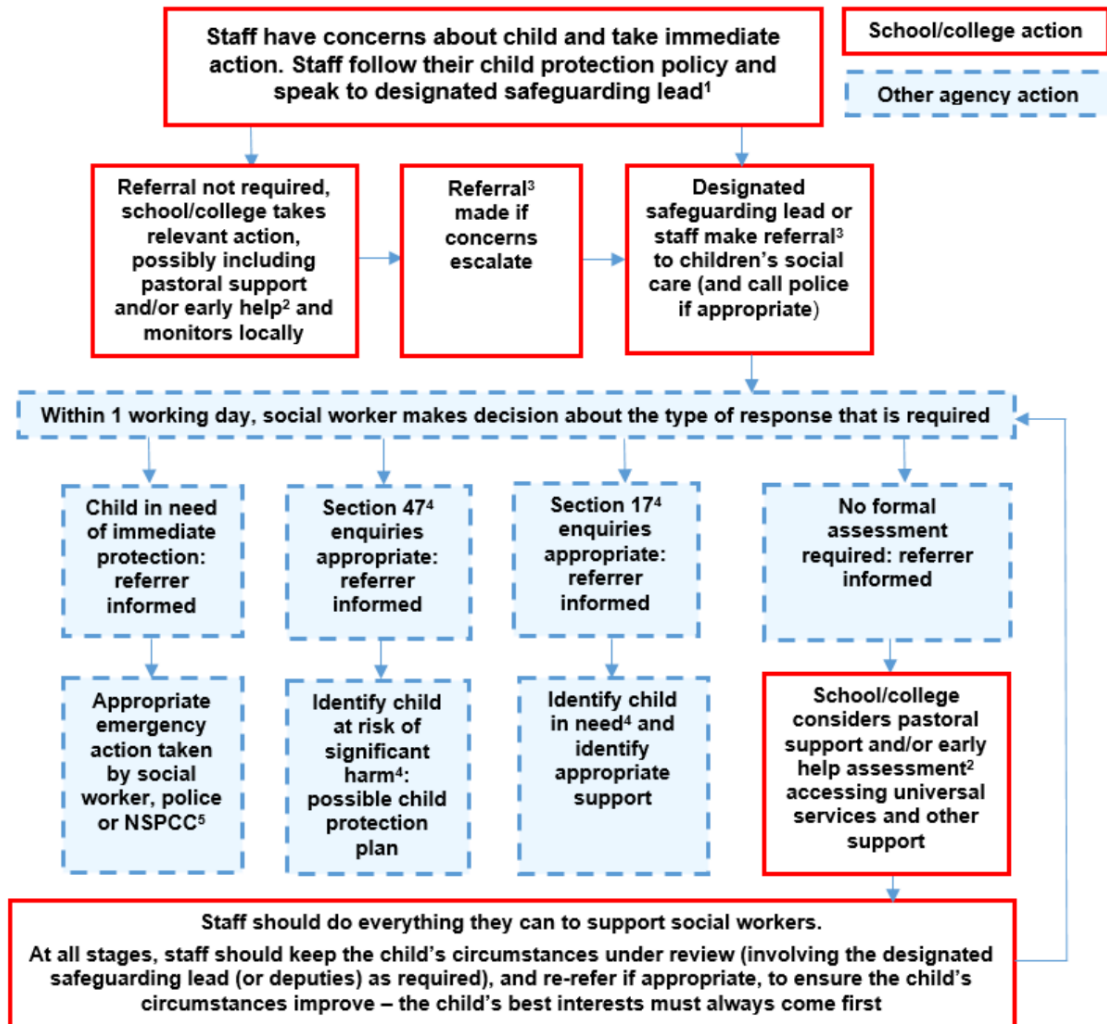 Staff have concerns about child and take immediate
action. Staff follow their child protection policy and
speak to designated safeguarding lead¹
School/college action
Other agency action
Referral not required,
school/college takes
relevant action,
possibly including
pastoral support
and/or early help² and
monitors locally
Referral³
made if
concerns
escalate
Designated
safeguarding lead or
staff make referral³
to children’s social
care (and call police
if appropriate)
Within 1 working day, social worker makes decision about the type of response that is required
Child in need
of immediate
protection:
referrer
informed
Section 47⁴
enquiries
appropriate:
referrer
informed
Section 17⁴
enquiries
appropriate:
referrer
informed
No formal
assessment
required: referrer
informed
Appropriate
emergency
action taken
by social
worker, police
or NSPCC⁵
Identify child
at risk of
significant
harm⁴:
possible child
protection
plan
Identify child
in need⁴ and
identify
appropriate
support
School/college
considers pastoral
support and/or early
help assessment²
accessing universal
services and other
support
Staff should do everything they can to support social workers.
At all stages, staff should keep the child’s circumstances under review (involving the designated
safeguarding lead (or deputies) as required), and re-refer if appropriate, to ensure the child’s
circumstances improve – the child’s best interests must always come first